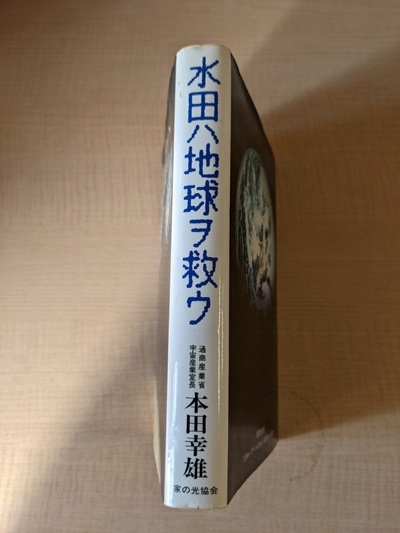 水田ハ地球ヲ救ウ
通商産業省
宇宙産業室長
本田幸雄
家の光協会